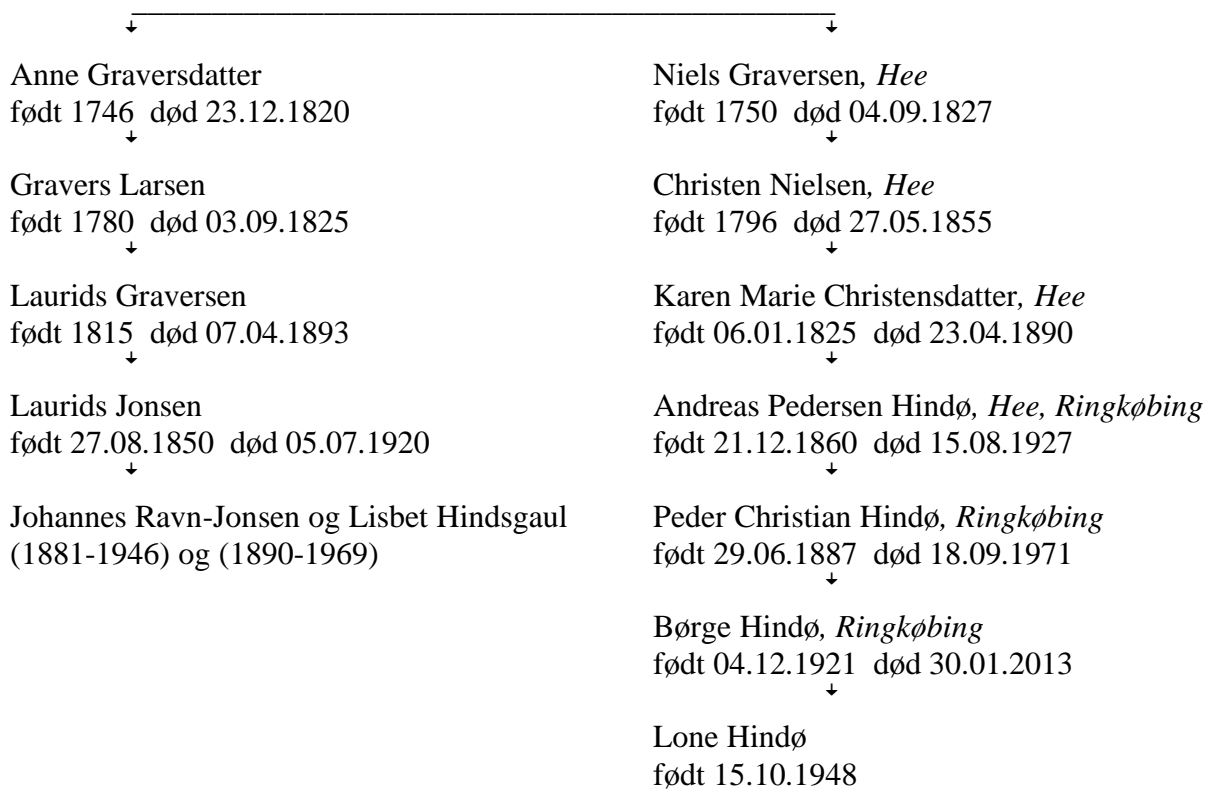 Anne Graversdatter
født 1746  død 23.12.1820
Gravers Larsen
født 1780  død 03.09.1825
Laurids Graversen
født 1815  død 07.04.1893
Laurids Jonsen
født 27.08.1850  død 05.07.1920
Johannes Ravn-Jonsen og Lisbet Hindsgaul
(1881-1946) og (1890-1969)
Niels Graversen, Hee
født 1750  død 04.09.1827
Christen Nielsen, Hee
født 1796  død 27.05.1855
Karen Marie Christensdatter, Hee
født 06.01.1825  død 23.04.1890
Andreas Pedersen Hindø, Hee, Ringkøbing
født 21.12.1860  død 15.08.1927
Peder Christian Hindø, Ringkøbing
født 29.06.1887  død 18.09.1971
Børge Hindø, Ringkøbing
født 04.12.1921  død 30.01.2013
Lone Hindø
født 15.10.1948